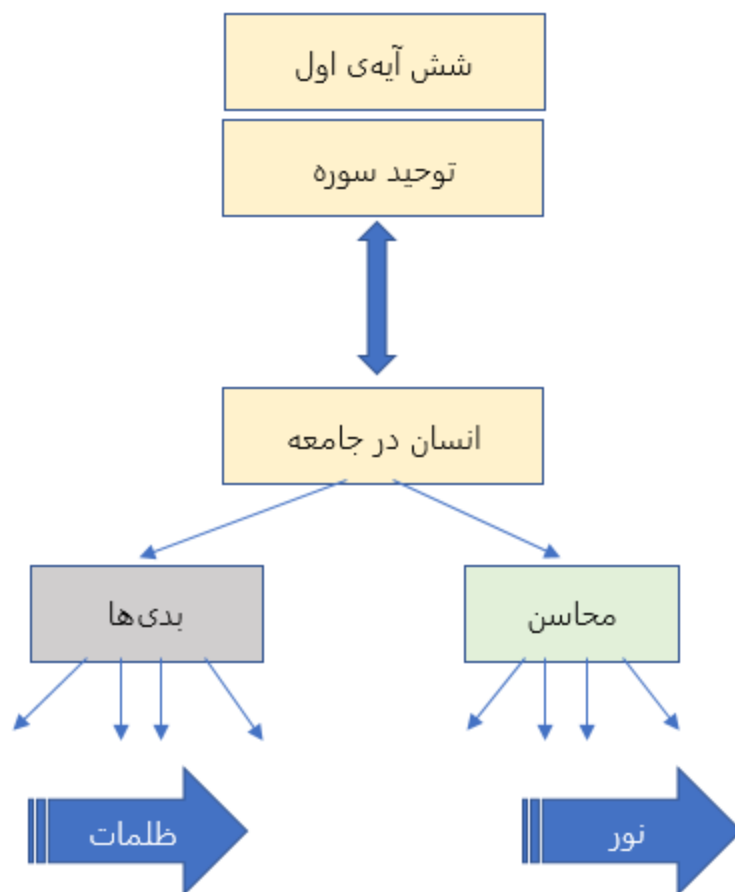 شش آیه‌ی اول
توحید سوره
انسان در جامعه
محاسن
بدی‌ها
نور
ظلمات